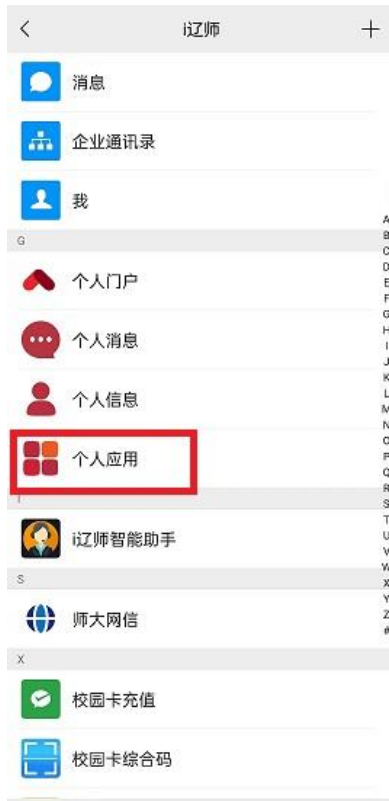 i辽师
消息
企业通讯录
我
G
个人门户
个人消息
个人信息
个人应用
I
i辽师智能助手
S
师大网信
X
校园卡充值
校园卡综合码
A
B
C
D
E
F
G
H
I
J
K
L
M
N
O
P
Q
R
S
T
U
V
W
X
Y
Z
#